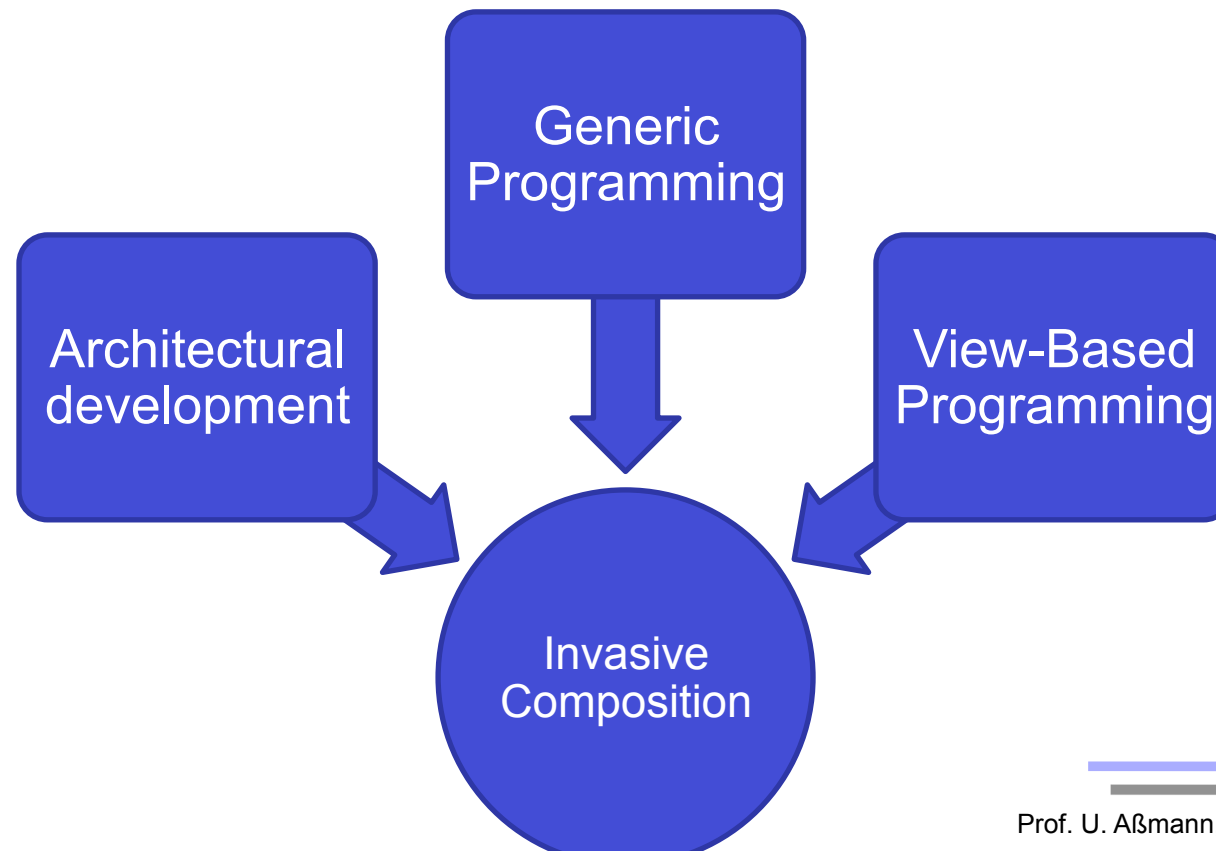 Generic
Programming
Architectural
development
View-Based
Programming
Invasive
Composition
Prof. U. Aßmann